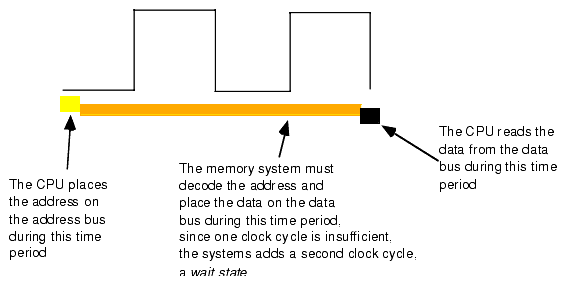 The CPU places
the address on
the address bus
during this time
period
The memory system must
decode the address and
place the data on the data
bus during this time period,
since one clock cycle is insufficient,
the systems adds a second clock cycle,
a wait state
The CPU reads the
data from the data
bus during this time
period